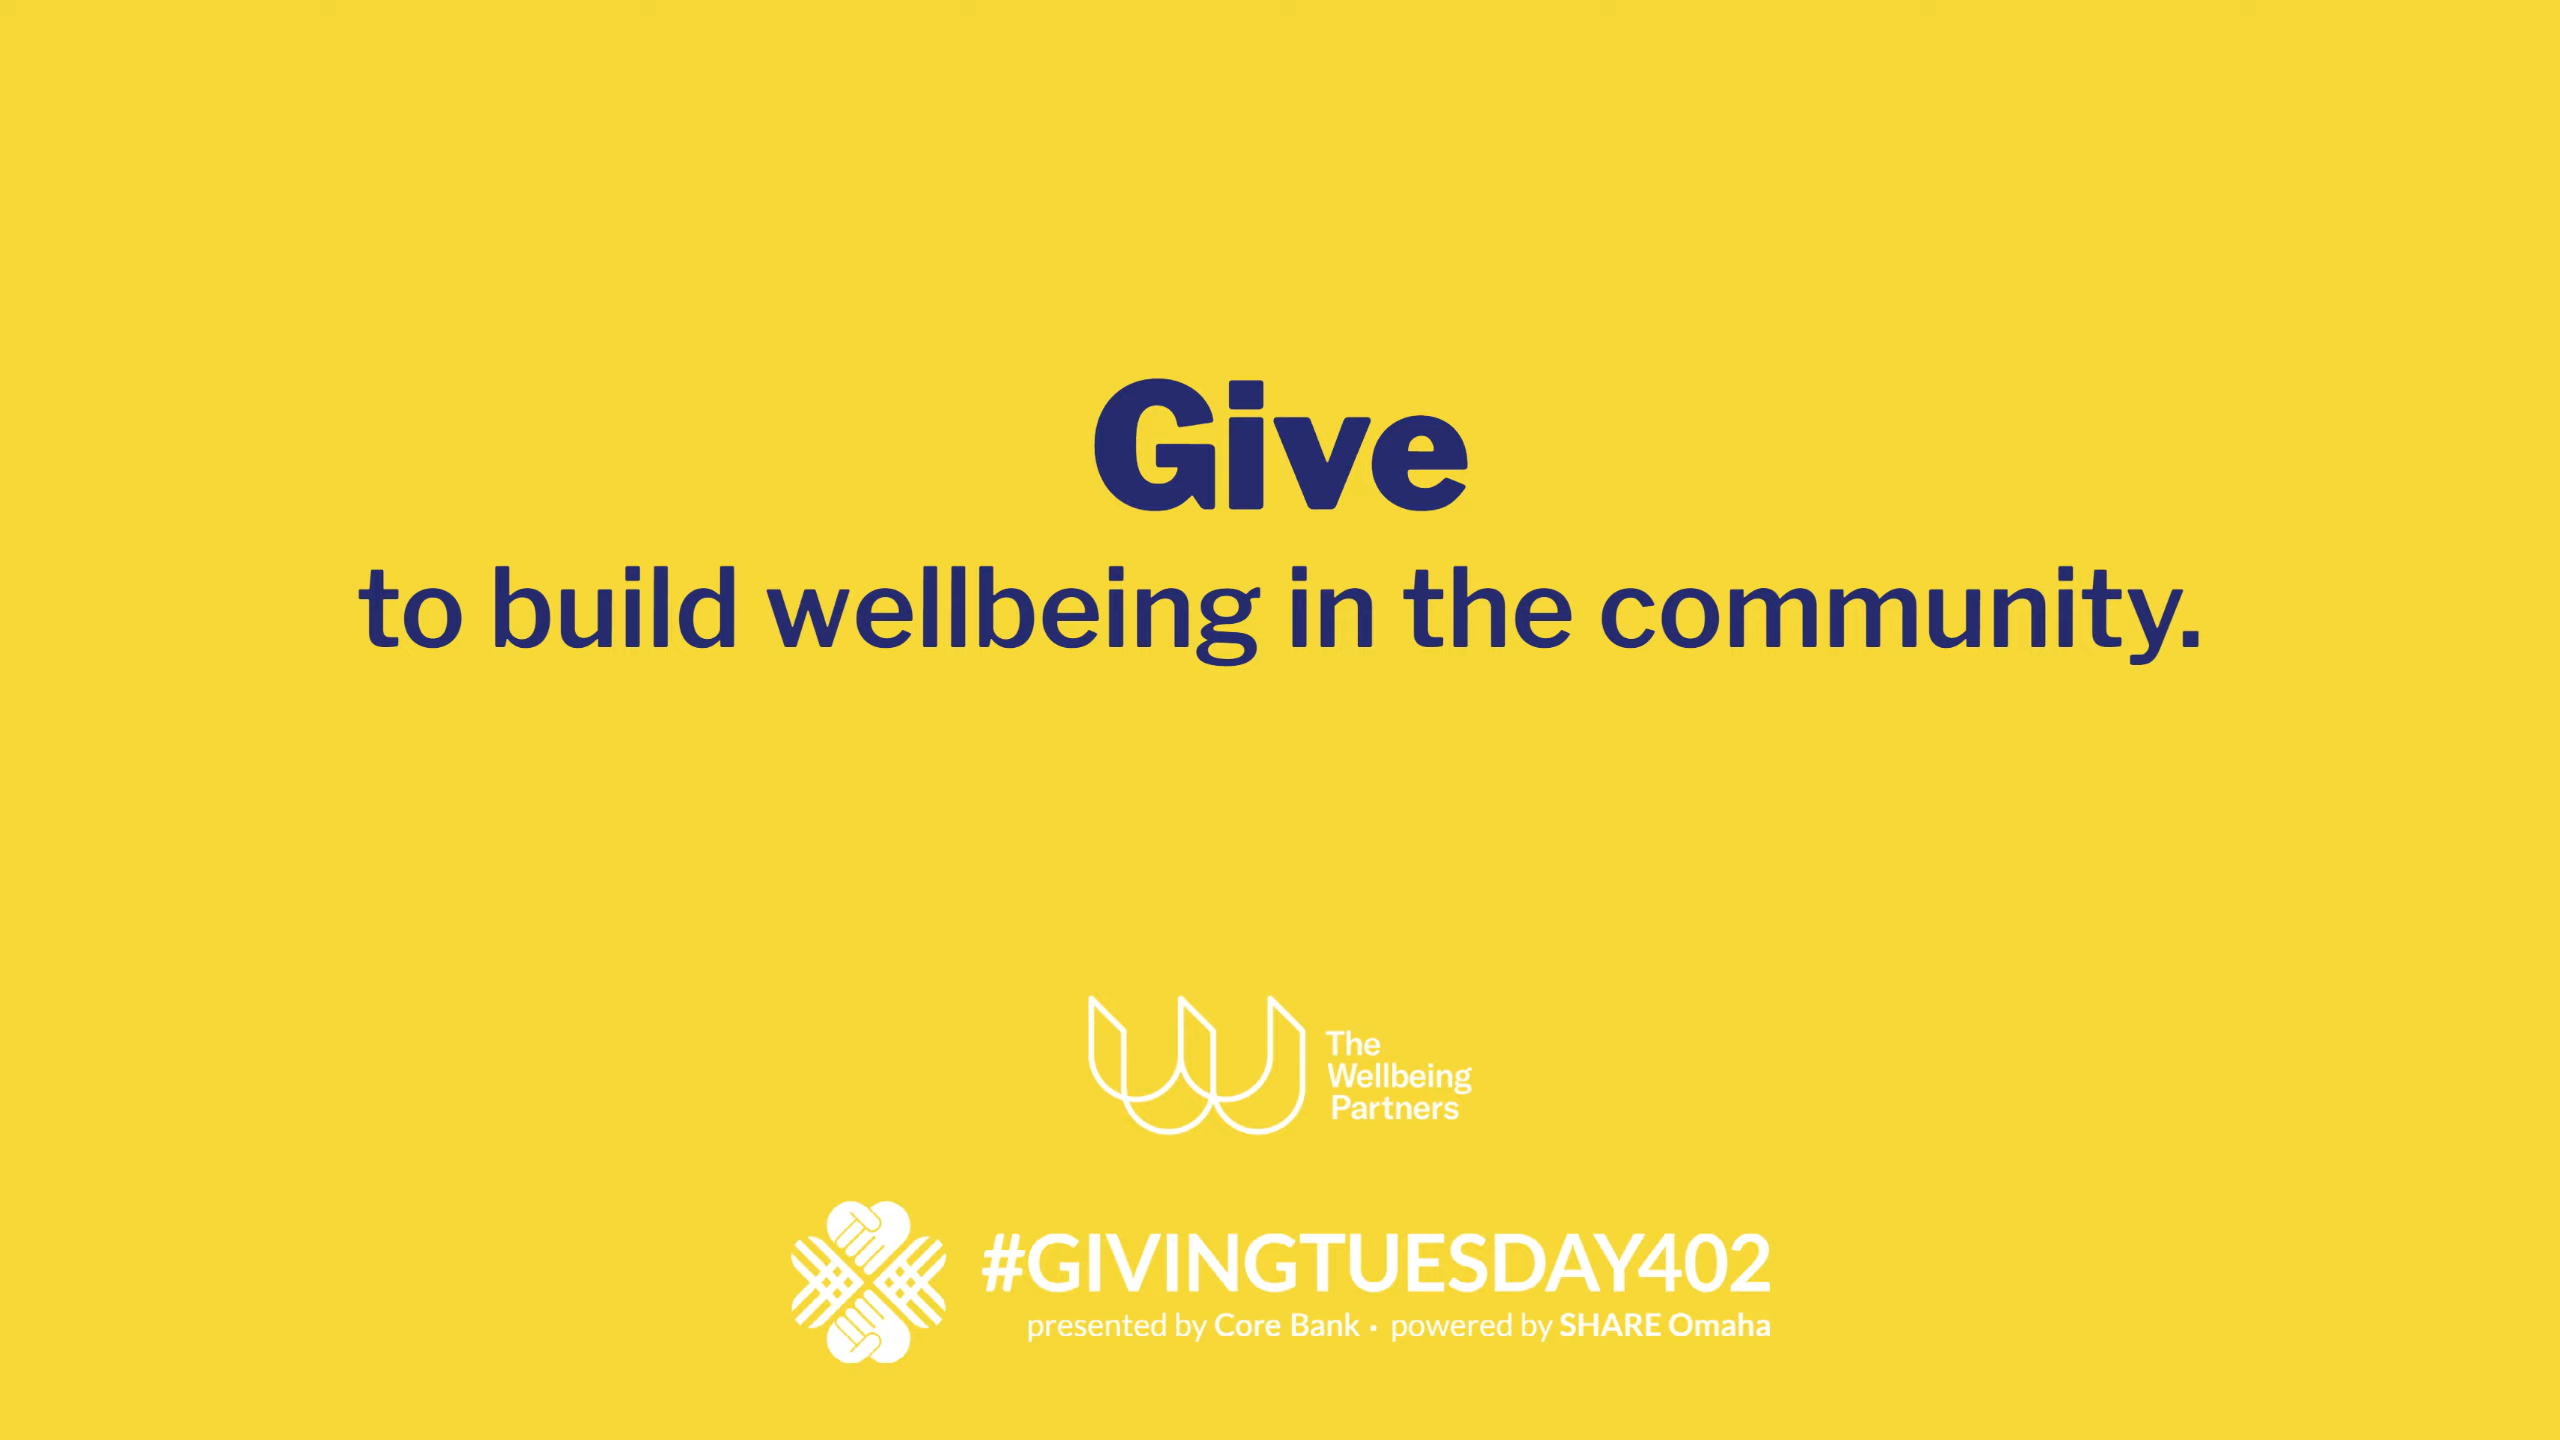 Give
to build wellbeing in the community.
The
Wellbeing
Partners
#GIVINGTUESDAY402
presented by Core Bank • powered by SHARE Omaha